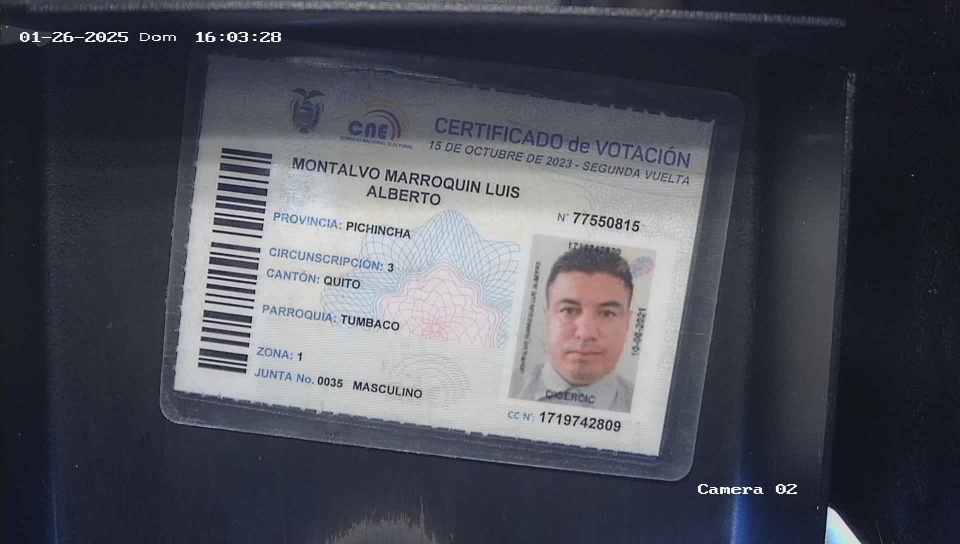 01-26-2025 Dom 16:03:28
CNE
CONSEJO NACIONAL ELECTORAL
CERTIFICADO de VOTACIÓN
15 DE OCTUBRE DE 2023 - SEGUNDA VUELTA
MONTALVO MARROQUIN LUIS
ALBERTO
N° 77550815
PROVINCIA: PICHINCHA
CIRCUNSCRIPCIÓN: 3
CANTÓN: QUITO
PARROQUIA: TUMBACO
ZONA: 1
JUNTA No. 0035 MASCULINO
10-06-2021
DIGERCIC
CC N°: 1719742809
Camera 02